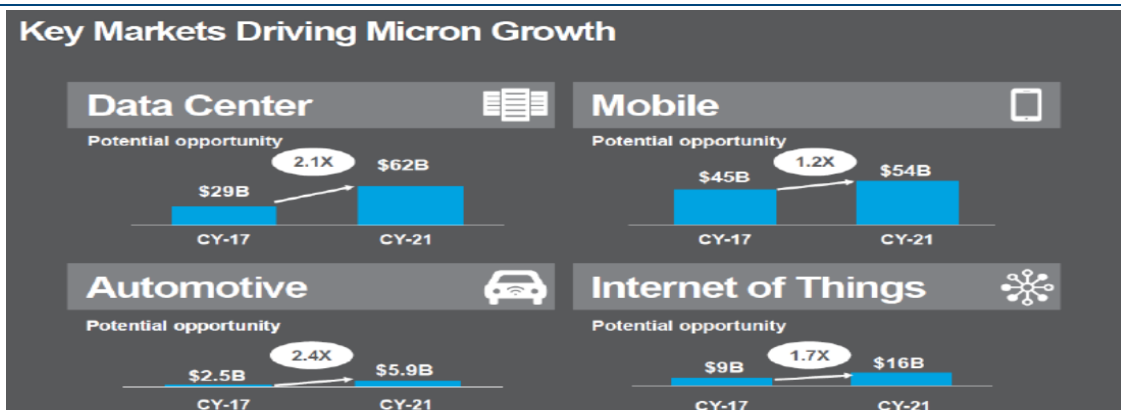 Key Markets Driving Micron Growth
Data Center
Potential opportunity
2.1X
$62B
$29B
CY-17 CY-21
Mobile
Potential opportunity
1.2X
$54B
$45B
CY-17 CY-21
Automotive
Potential opportunity
2.4X
$5.9B
$2.5B
CY-17 CY-21
Internet of Things
Potential opportunity
1.7X
$16B
$9B
CY-17 CY-21